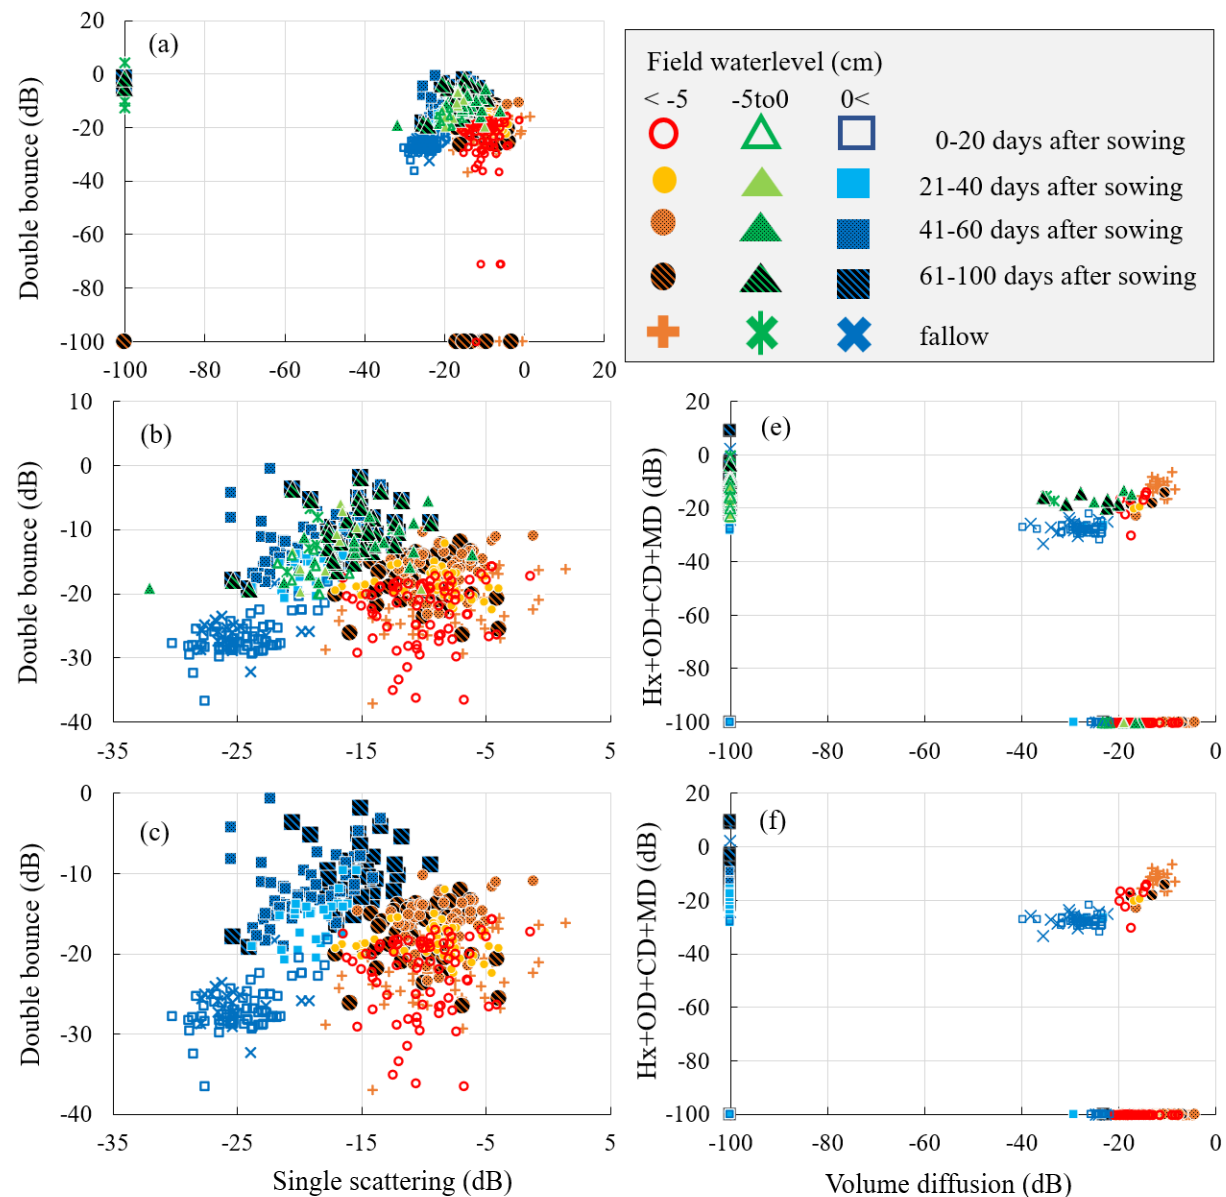 (a)
Double bounce (dB)
20
0
-20
-40
-60
-80
-100
-100 -80 -60 -40 -20 0 20
Field waterlevel (cm)
< -5 -5to0 0<
0-20 days after sowing
21-40 days after sowing
41-60 days after sowing
61-100 days after sowing
fallow
(b)
Double bounce (dB)
10
0
-10
-20
-30
-40
-35 -25 -15 -5 5
(e)
Hx+OD+CD+MD (dB)
20
0
-20
-40
-60
-80
-100
-100 -80 -60 -40 -20 0
(c)
Double bounce (dB)
0
-10
-20
-30
-40
-35 -25 -15 -5 5
Single scattering (dB)
(f)
Hx+OD+CD+MD (dB)
20
0
-20
-40
-60
-80
-100
-100 -80 -60 -40 -20 0
Volume diffusion (dB)